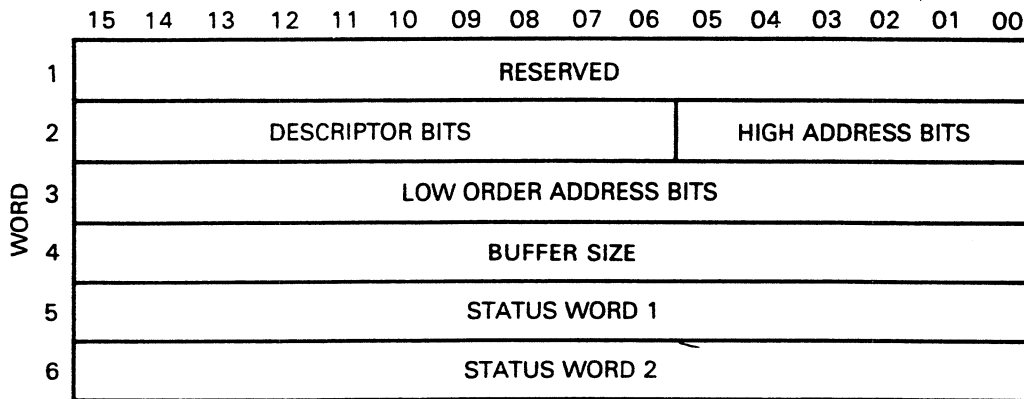 15 14 13 12 11 10 09 08 07 06 05 04 03 02 01 00
1 RESERVED
2 DESCRIPTOR BITS HIGH ADDRESS BITS
WORD
3 LOW ORDER ADDRESS BITS
4 BUFFER SIZE
5 STATUS WORD 1
6 STATUS WORD 2